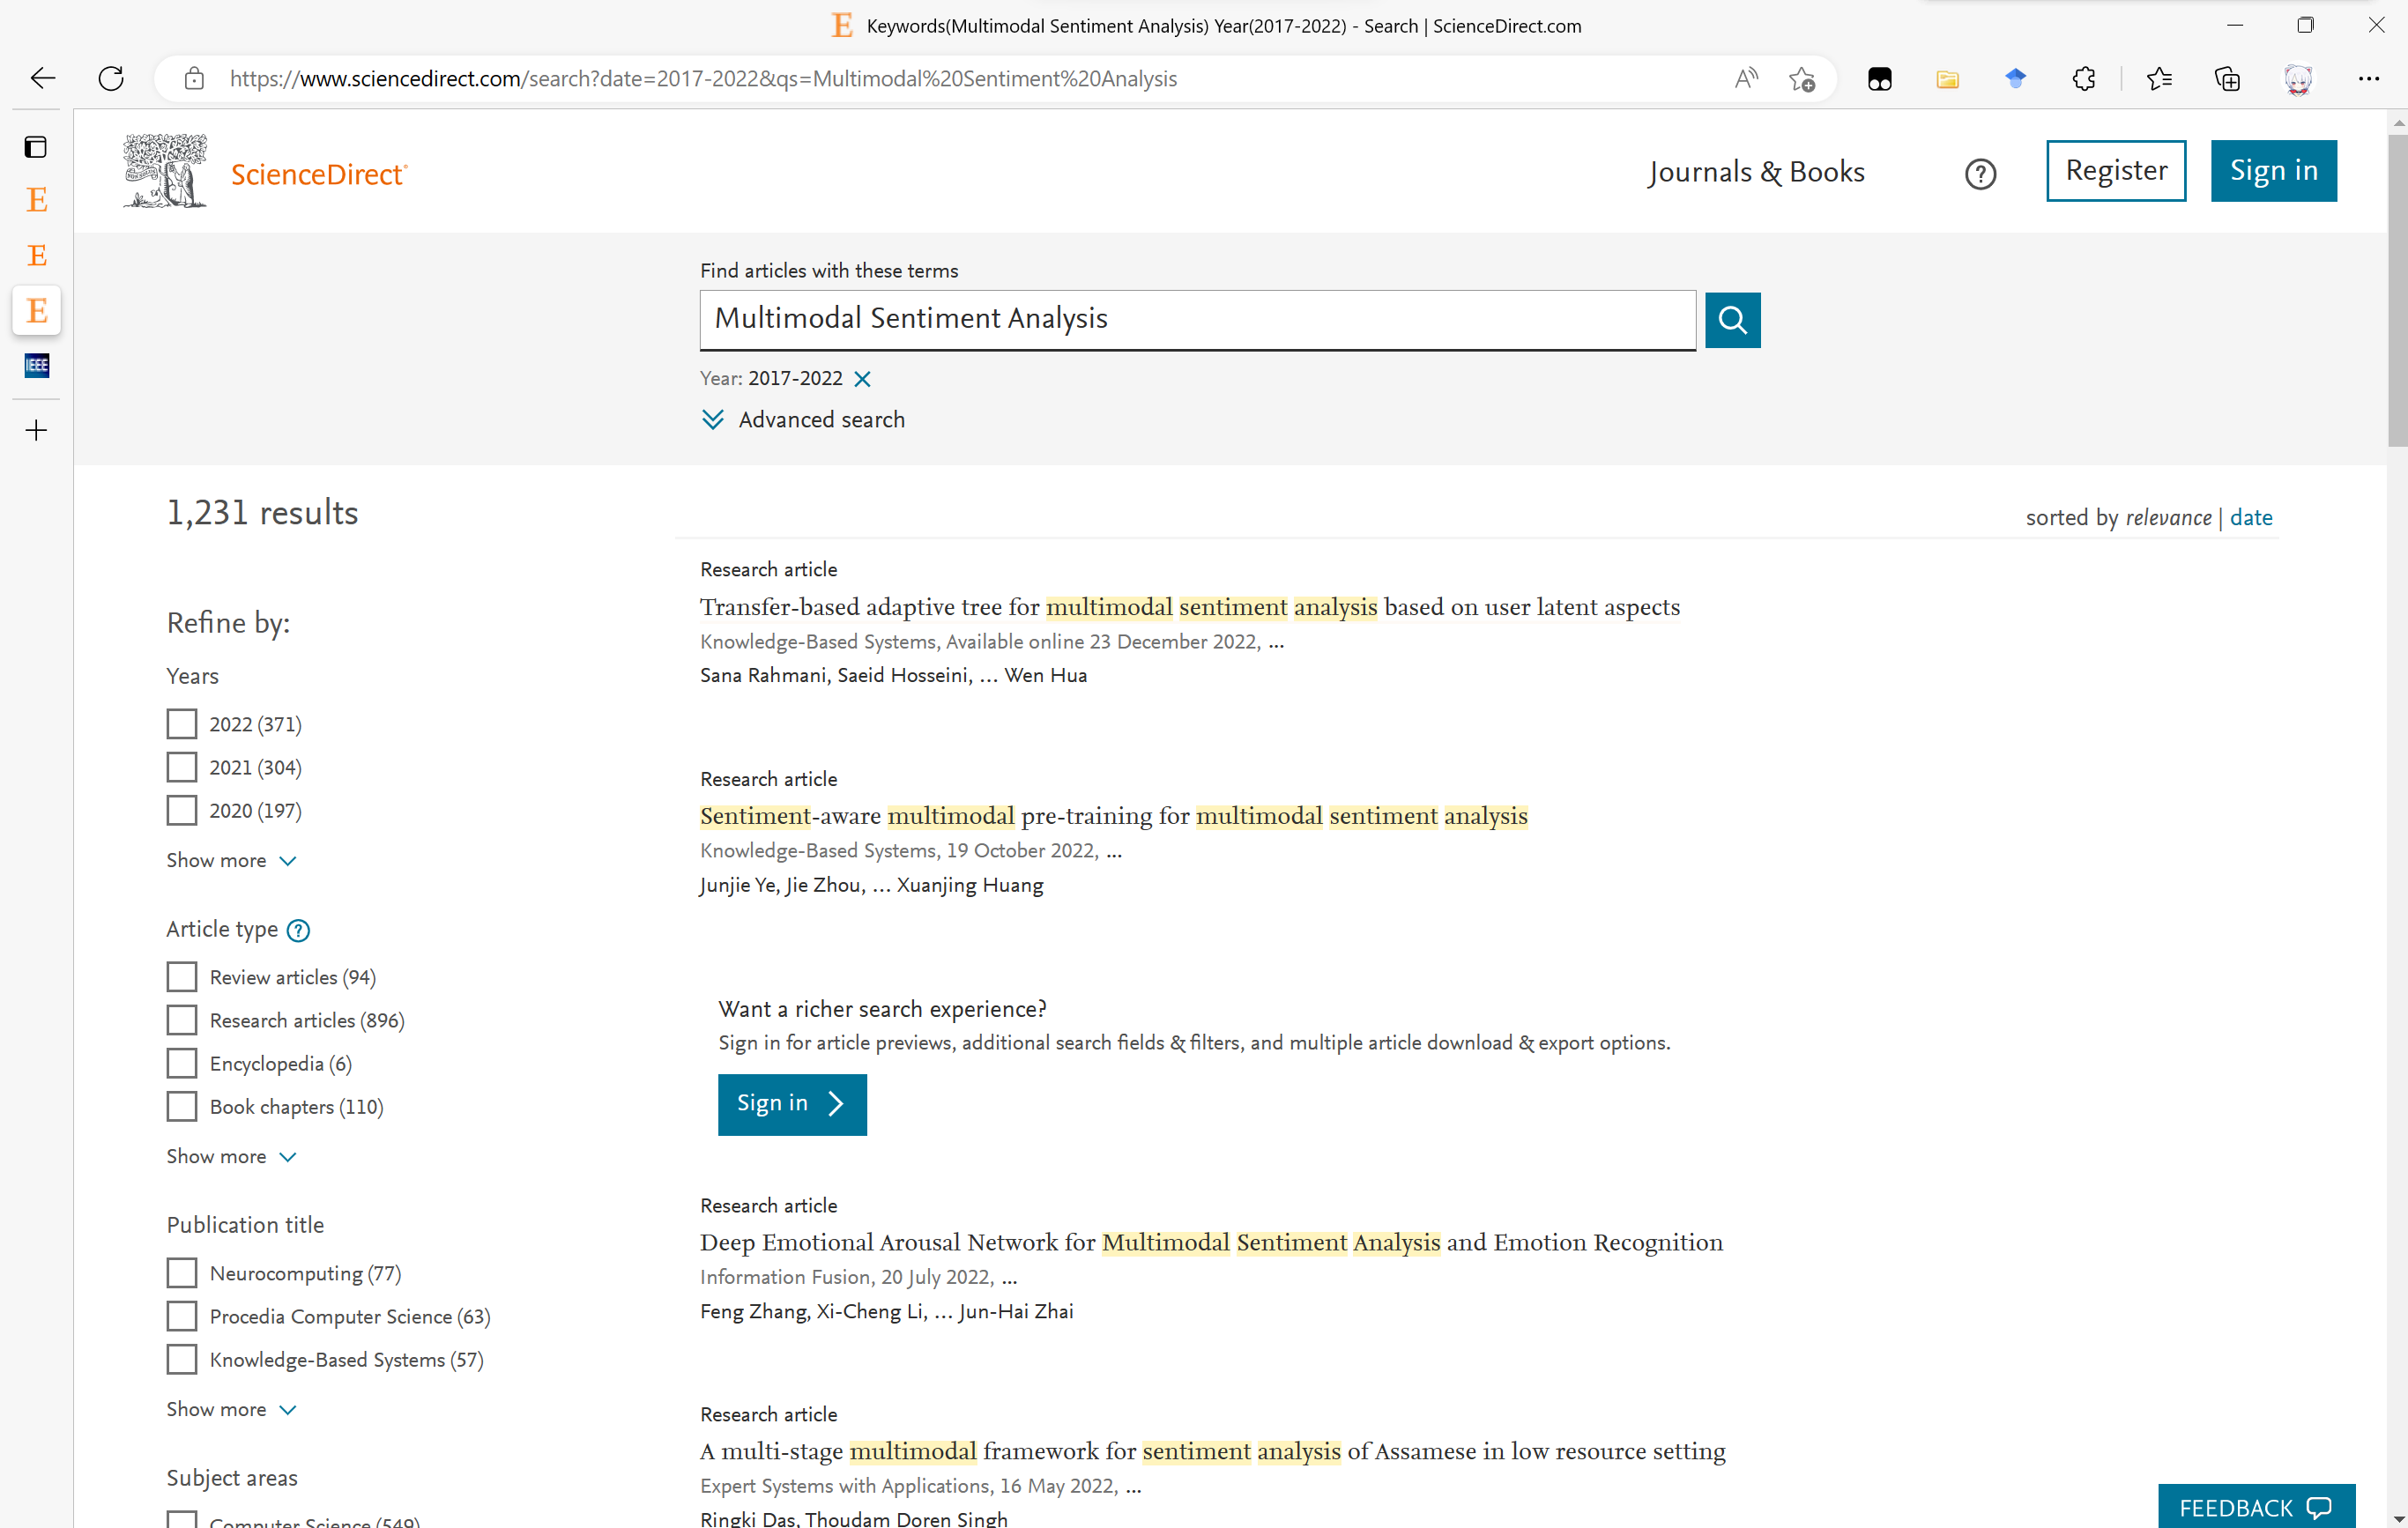 Keywords(Multimodal Sentiment Analysis) Year(2017-2022) - Search | ScienceDirect.com
https://www.sciencedirect.com/search?date=2017-2022&qs=Multimodal%20Sentiment%20Analysis
ScienceDirect
Journals & Books
Register
Sign in
E
E
E
IEEE
Find articles with these terms
Multimodal Sentiment Analysis
Year: 2017-2022
Advanced search
1,231 results
sorted by relevance | date
Refine by:
Years
2022 (371)
2021 (304)
2020 (197)
Show more
Article type
Review articles (94)
Research articles (896)
Encyclopedia (6)
Book chapters (110)
Show more
Publication title
Neurocomputing (77)
Procedia Computer Science (63)
Knowledge-Based Systems (57)
Show more
Subject areas
Computer Science (549)
Research article
Transfer-based adaptive tree for multimodal sentiment analysis based on user latent aspects
Knowledge-Based Systems, Available online 23 December 2022, ...
Sana Rahmani, Saeid Hosseini, … Wen Hua
Research article
Sentiment-aware multimodal pre-training for multimodal sentiment analysis
Knowledge-Based Systems, 19 October 2022, ...
Junjie Ye, Jie Zhou, … Xuanjing Huang
Want a richer search experience?
Sign in for article previews, additional search fields & filters, and multiple article download & export options.
Sign in
Research article
Deep Emotional Arousal Network for Multimodal Sentiment Analysis and Emotion Recognition
Information Fusion, 20 July 2022, ...
Feng Zhang, Xi-Cheng Li, … Jun-Hai Zhai
Research article
A multi-stage multimodal framework for sentiment analysis of Assamese in low resource setting
Expert Systems with Applications, 16 May 2022, ...
Ringki Das, Thoudam Doren Singh
FEEDBACK